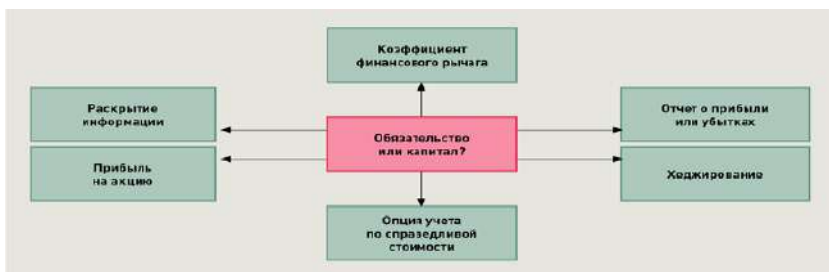 Коэффициент
финансового рычага
Раскрытие
информации
Обязательство
или капитал?
Отчет о прибыли
или убытках
Прибыль
на акцию
Хеджирование
Опция учета
по справедливой
стоимости